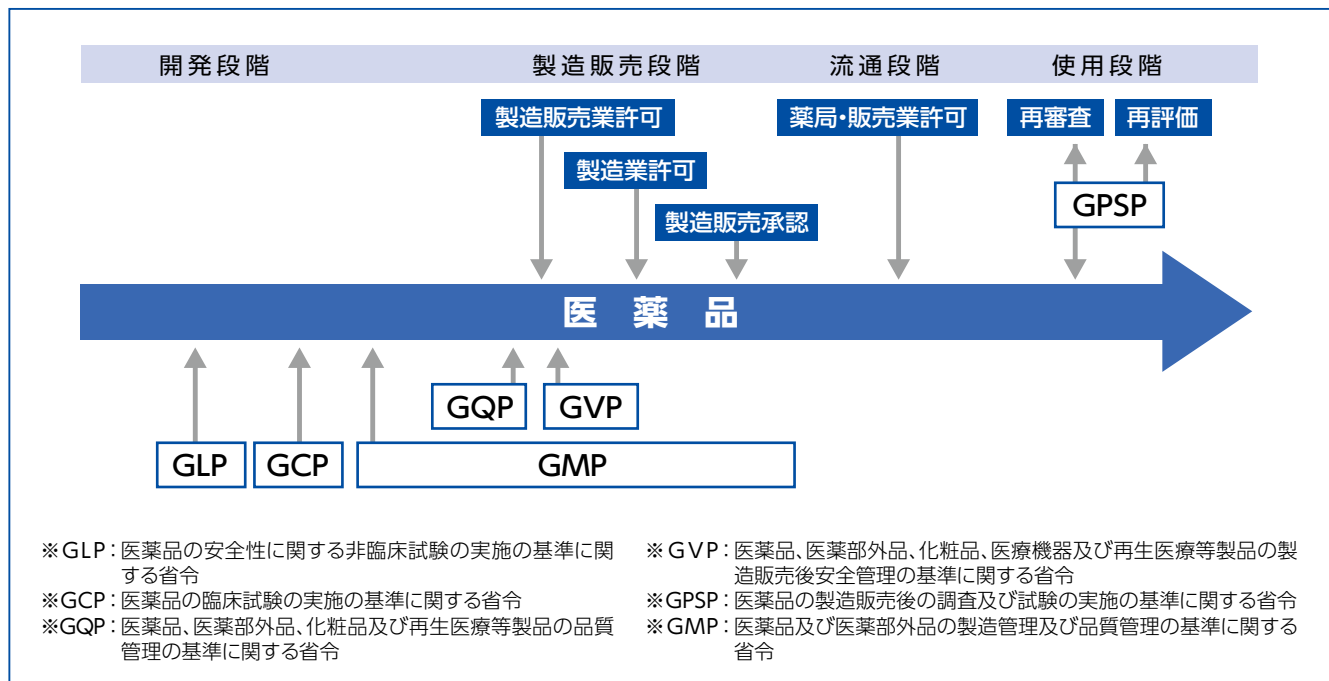 開発段階 製造販売段階 流通段階 使用段階
製造販売業許可 薬局・販売業許可 再審査 再評価
製造業許可
GPSP
製造販売承認
医薬品
GQP GVP
GLP GCP GMP
※GLP：医薬品の安全性に関する非臨床試験の実施の基準に関
する省令
※GCP：医薬品の臨床試験の実施の基準に関する省令
※GQP：医薬品、医薬部外品、化粧品及び再生医療等製品の品質
管理の基準に関する省令
※GVP：医薬品、医薬部外品、化粧品、医療機器及び再生医療等製品の製
造販売後安全管理の基準に関する省令
※GPSP：医薬品の製造販売後の調査及び試験の実施の基準に関する省令
※GMP：医薬品及び医薬部外品の製造管理及び品質管理の基準に関する
省令